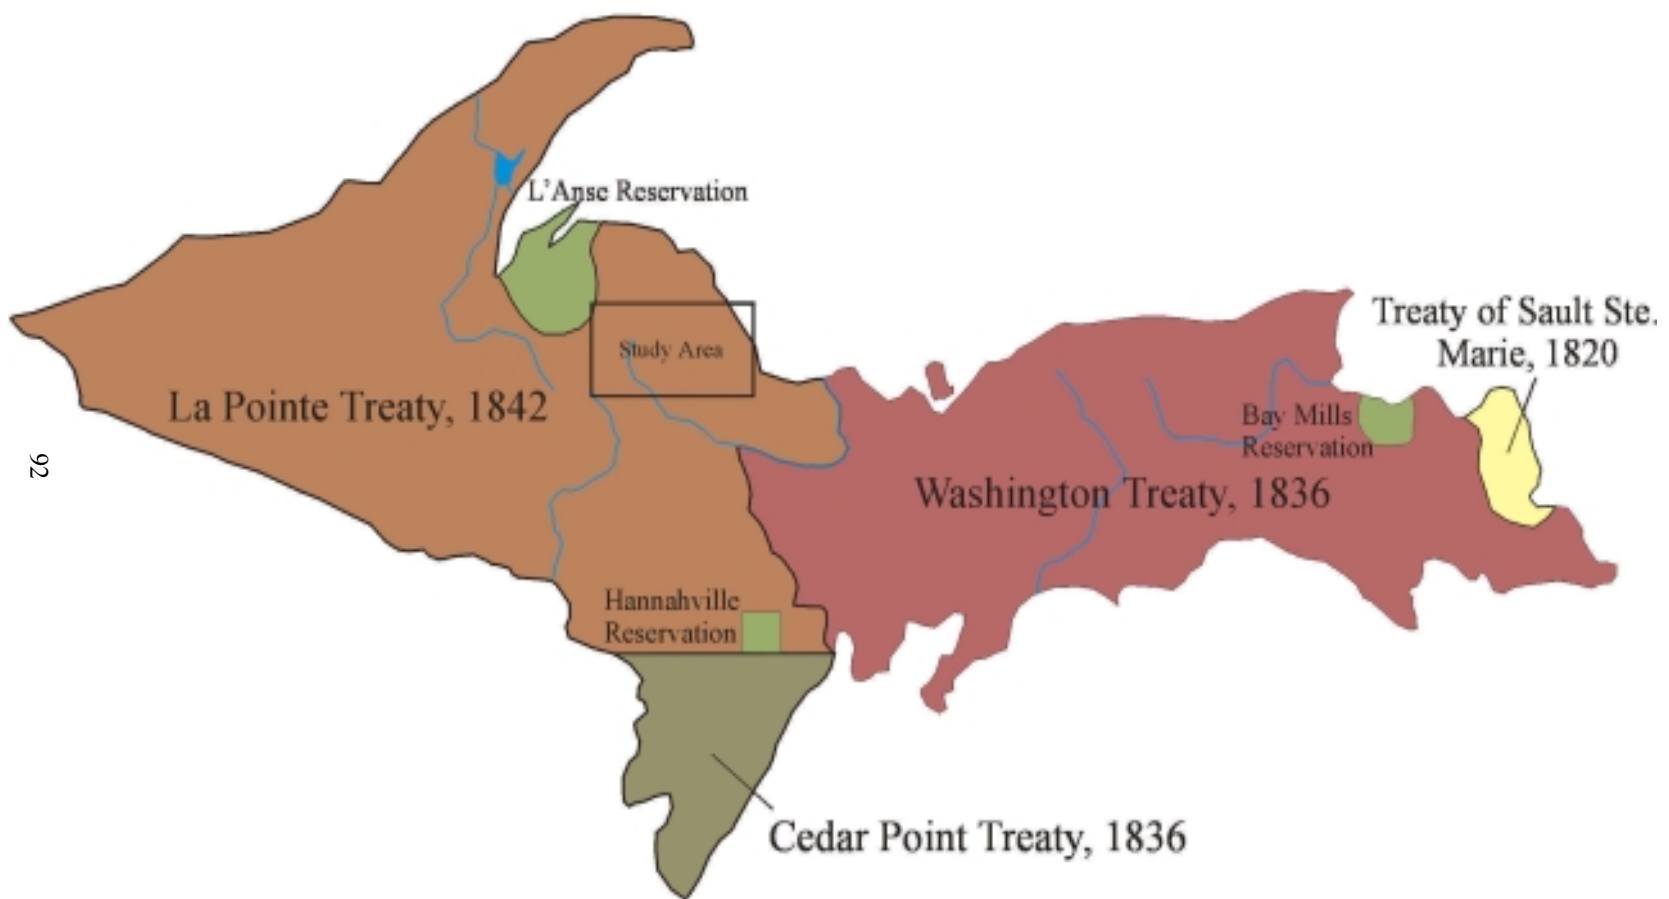 L'Anse Reservation
Study Area
La Pointe Treaty, 1842
Treaty of Sault Ste.
Marie, 1820
Bay Mills
Reservation
Washington Treaty, 1836
Hannahville
Reservation
Cedar Point Treaty, 1836
92